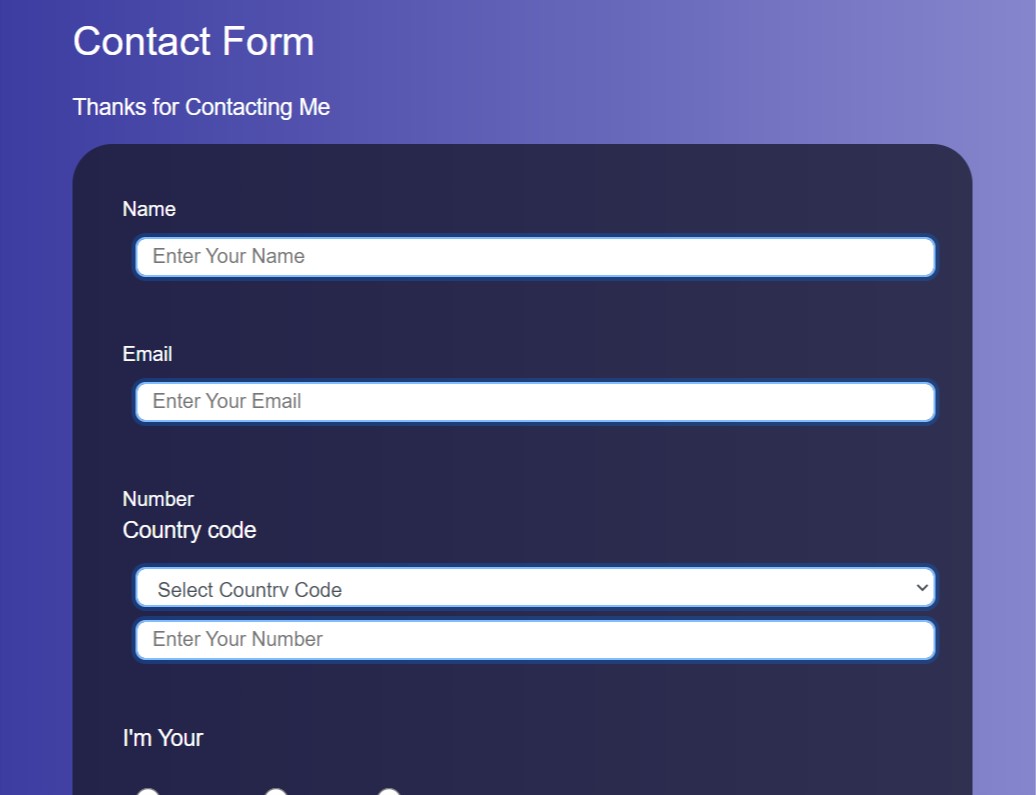 Contact Form
Thanks for Contacting Me
Name
Enter Your Name
Email
Enter Your Email
Number
Country code
Select Country Code
Enter Your Number
I'm Your